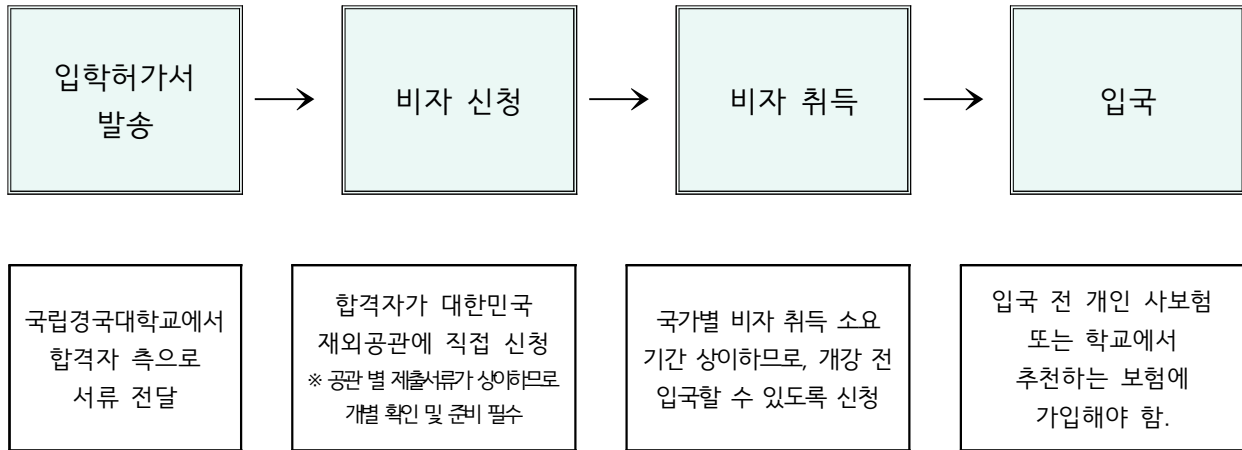 입학허가서
발송
비자 신청
비자 취득
입국
국립경국대학교에서
합격자 측으로
서류 전달
합격자가 대한민국
재외공관에 직접 신청
※ 공관 별 제출서류가 상이하므로
개별 확인 및 준비 필수
국가별 비자 취득 소요
기간 상이하므로, 개강 전
입국할 수 있도록 신청
입국 전 개인 사보험
또는 학교에서
추천하는 보험에
가입해야 함.